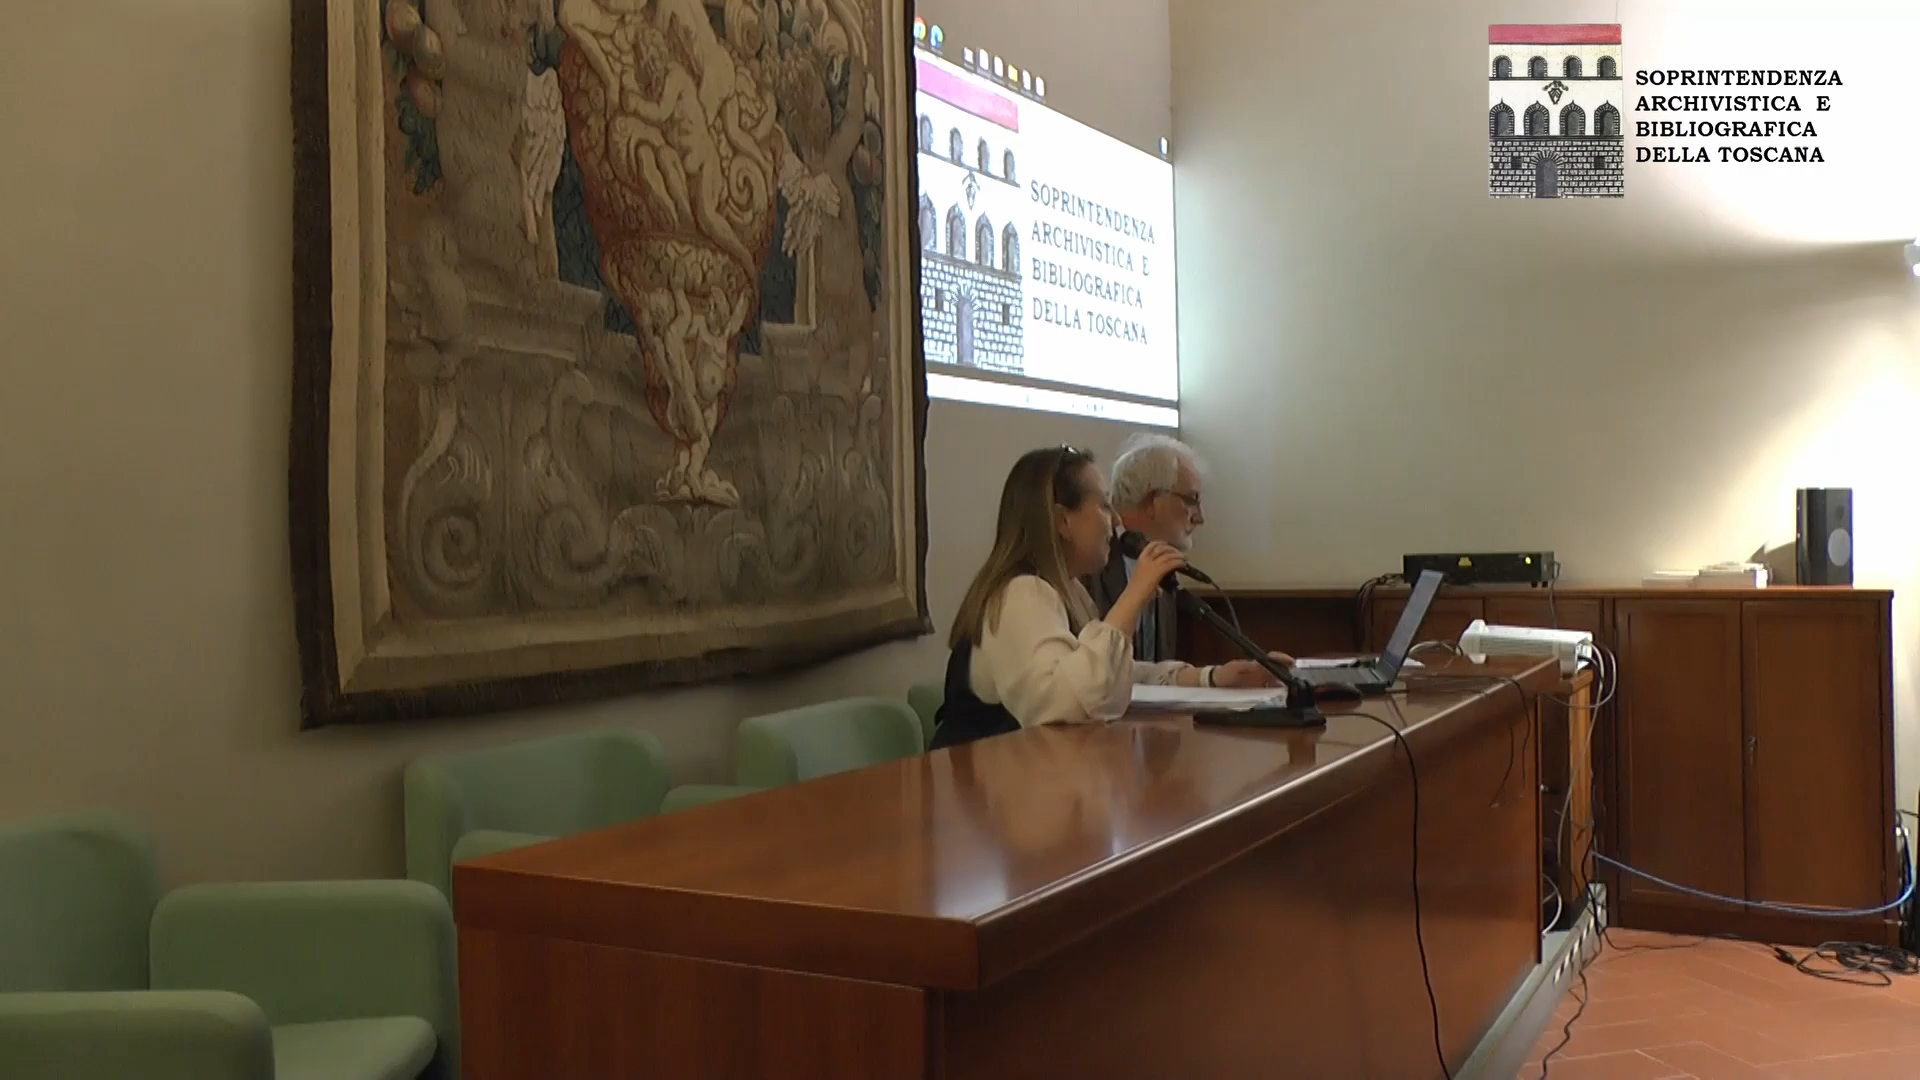 SOPRINTENDENZA
ARCHIVISTICA E
BIBLIOGRAFICA
DELLA TOSCANA
SOPRINTENDENZA
ARCHIVISTICA E
BIBLIOGRAFICA
DELLA TOSCANA